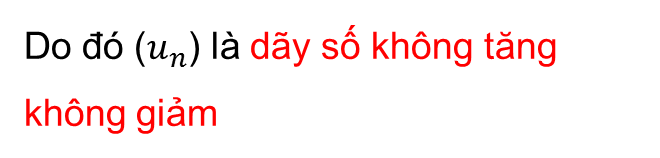 Do đó (𝑢ₙ) là dãy số không tăng
không giảm